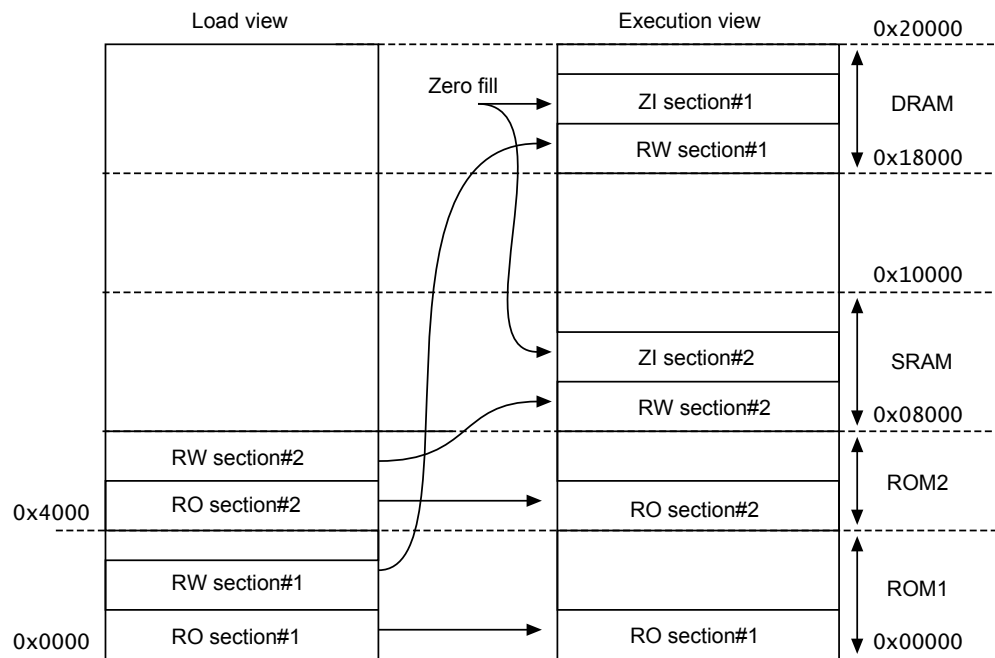 Load view
Execution view
0x20000
Zero fill
ZI section#1
DRAM
RW section#1
0x18000
0x10000
ZI section#2
SRAM
RW section#2
0x08000
RW section#2
ROM2
RO section#2
RO section#2
0x4000
RW section#1
ROM1
0x0000
RO section#1
RO section#1
0x00000